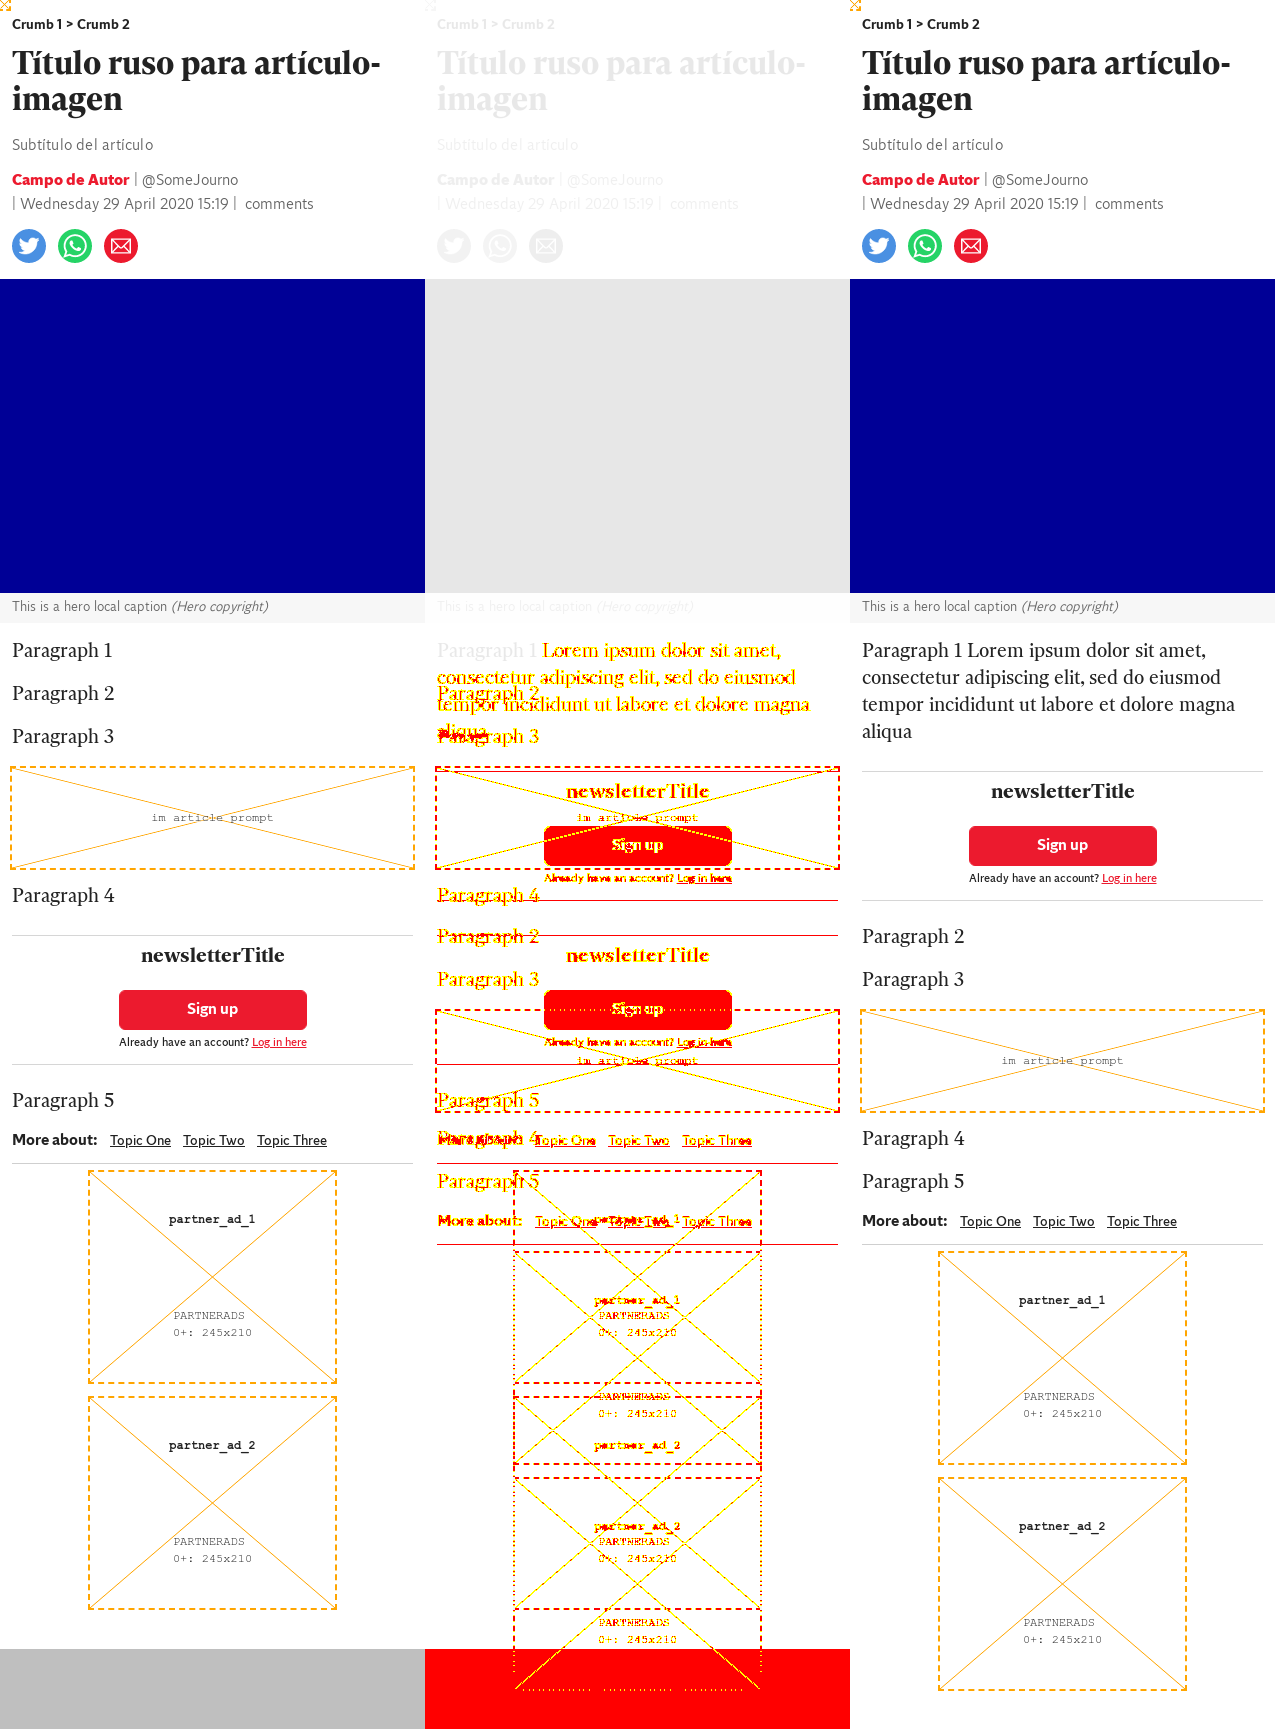 Crumb 1 > Crumb 2
Título ruso para artículo-
imagen
Subtítulo del artículo
Campo de Autor | @SomeJourno
| Wednesday 29 April 2020 15:19 | comments
This is a hero local caption (Hero copyright)
Paragraph 1
Paragraph 2
Paragraph 3
im article prompt
Paragraph 4
newsletterTitle
Sign up
Already have an account? Log in here
Paragraph 5
More about: Topic One Topic Two Topic Three
partner_ad_1
PARTNERADS
0+: 245x210
partner_ad_2
PARTNERADS
0+: 245x210
Crumb 1 > Crumb 2
Título ruso para artículo-
imagen
Subtítulo del artículo
Campo de Autor | @SomeJourno
| Wednesday 29 April 2020 15:19 | comments
This is a hero local caption (Hero copyright)
Paragraph 1 Lorem ipsum dolor sit amet,
consectetur adipiscing elit, sed do eiusmod
Paragraph 2
tempor incididunt ut labore et dolore magna
aliqua
Paragraph 3
newsletterTitle
im article prompt
Sign up
Already have an account? Log in here
Paragraph 4
Paragraph 2
newsletterTitle
Paragraph 3
Sign up
Already have an account? Log in here
im article prompt
Paragraph 5
Paragraph 4
Topic One Topic Two Topic Three
Paragraph 5
More about: Topic One Topic Two Topic Three
partner_ad_1
partner_ad_1
PARTNERADS
0+: 245x210
PARTNERADS
0+: 245x210
partner_ad_2
partner_ad_2
PARTNERADS
0+: 245x210
PARTNERADS
0+: 245x210
Crumb 1 > Crumb 2
Título ruso para artículo-
imagen
Subtítulo del artículo
Campo de Autor | @SomeJourno
| Wednesday 29 April 2020 15:19 | comments
This is a hero local caption (Hero copyright)
Paragraph 1 Lorem ipsum dolor sit amet,
consectetur adipiscing elit, sed do eiusmod
tempor incididunt ut labore et dolore magna
aliqua
newsletterTitle
Sign up
Already have an account? Log in here
Paragraph 2
Paragraph 3
im article prompt
Paragraph 4
Paragraph 5
More about: Topic One Topic Two Topic Three
partner_ad_1
PARTNERADS
0+: 245x210
partner_ad_2
PARTNERADS
0+: 245x210